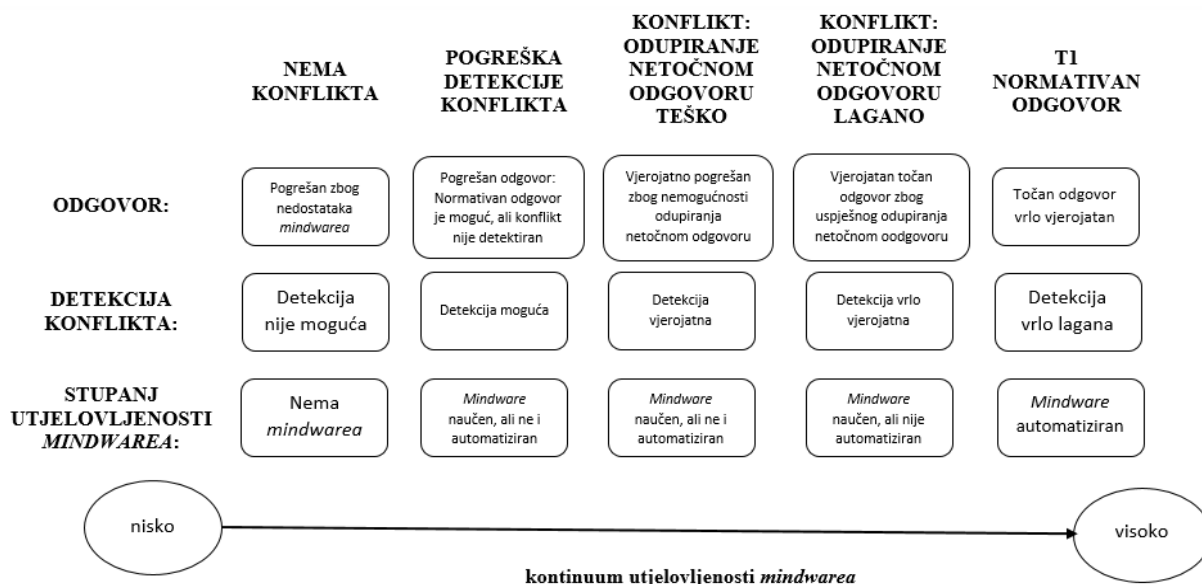 NEMA
KONFLIKTA
POGREŠKA
DETEKCIJE
KONFLIKTA
KONFLIKT:
ODUPIRANJE
NETOČNOM
ODGOVORU
TEŠKO
KONFLIKT:
ODUPIRANJE
NETOČNOM
ODGOVORU
LAGANO
T1
NORMATIVAN
ODGOVOR
ODGOVOR:
Pogrešan zbog
nedostataka
mindwarea
Pogrešan odgovor:
Normativan odgovor
je moguć, ali konflikt
nije detektiran
Vjerojatno pogrešan
zbog nemogućnosti
odupiranja
netočnom odgovoru
Vjerojatan točan
odgovor zbog
uspješnog odupiranja
netočnom oodgovoru
Točan odgovor
vrlo vjerojatan
DETEKCIJA
KONFLIKTA:
Detekcija
nije moguća
Detekcija moguća
Detekcija
vjerojatna
Detekcija vrlo
vjerojatna
Detekcija
vrlo lagana
STUPANJ
UTJELOVLJENOSTI
MINDWAREA:
Nema
mindwarea
Mindware
naučen, ali ne i
automatiziran
Mindware
naučen, ali ne i
automatiziran
Mindware
naučen, ali nije
automatiziran
Mindware
automatiziran
nisko
visoko
kontinuum utjelovljenosti mindwarea